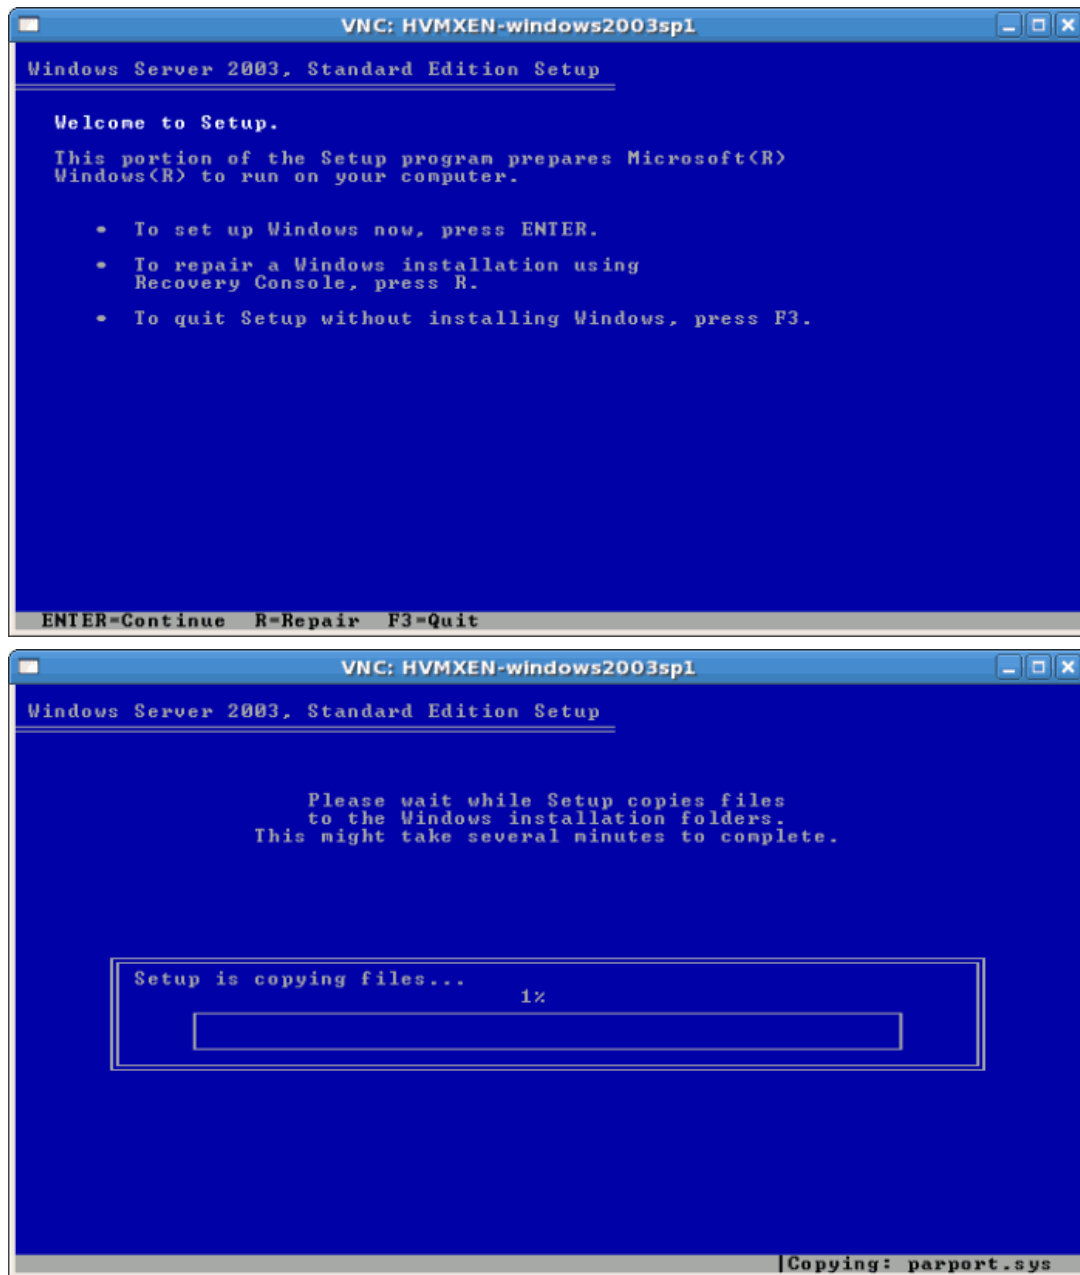 VNC: HVMXEN-windows2003sp1
Windows Server 2003, Standard Edition Setup
Welcome to Setup.
This portion of the Setup program prepares Microsoft(R)
Windows(R) to run on your computer.
• To set up Windows now, press ENTER.
• To repair a Windows installation using
Recovery Console, press R.
• To quit Setup without installing Windows, press F3.
ENTER=Continue R=Repair F3=Quit
VNC: HVMXEN-windows2003sp1
Windows Server 2003, Standard Edition Setup
Please wait while Setup copies files
to the Windows installation folders.
This might take several minutes to complete.
Setup is copying files...
1%
|Copying: parport.sys